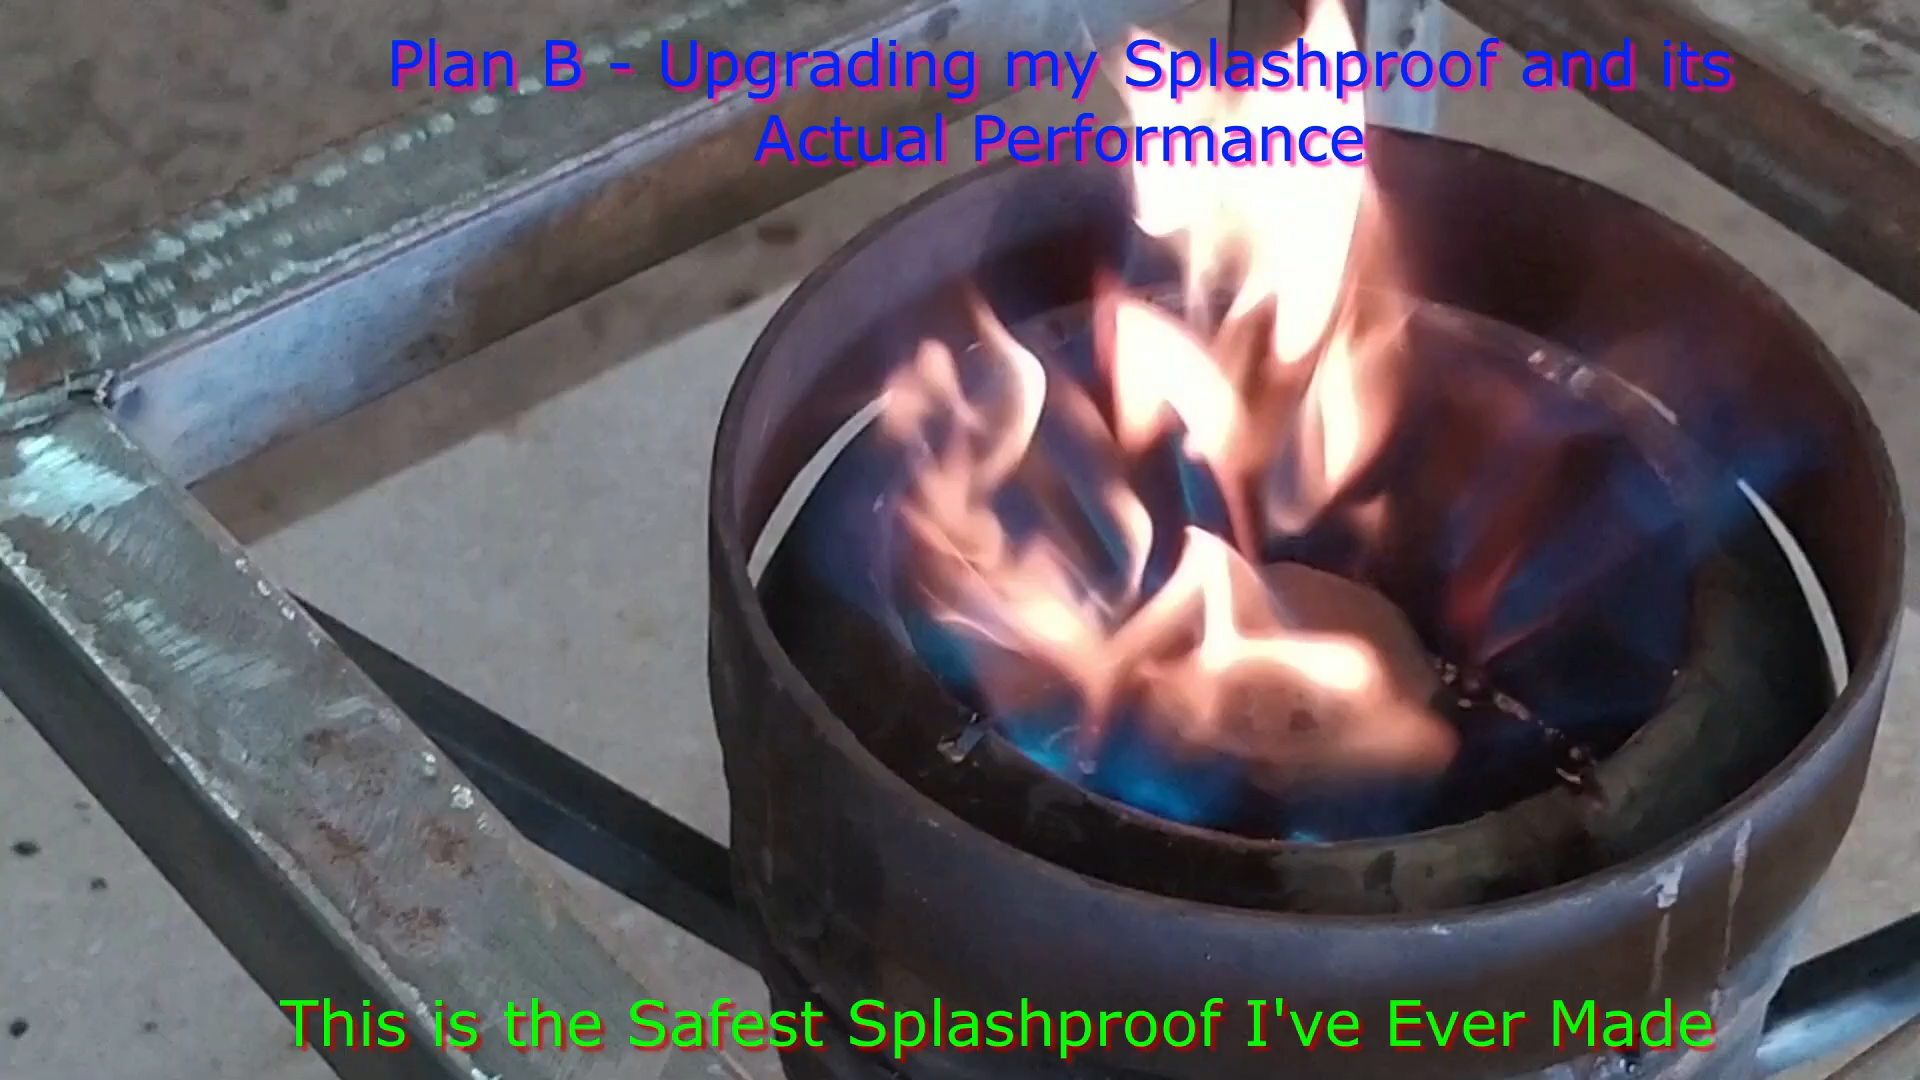 Plan B - Upgrading my Splashproof and its
Actual Performance
This is the Safest Splashproof I've Ever Made